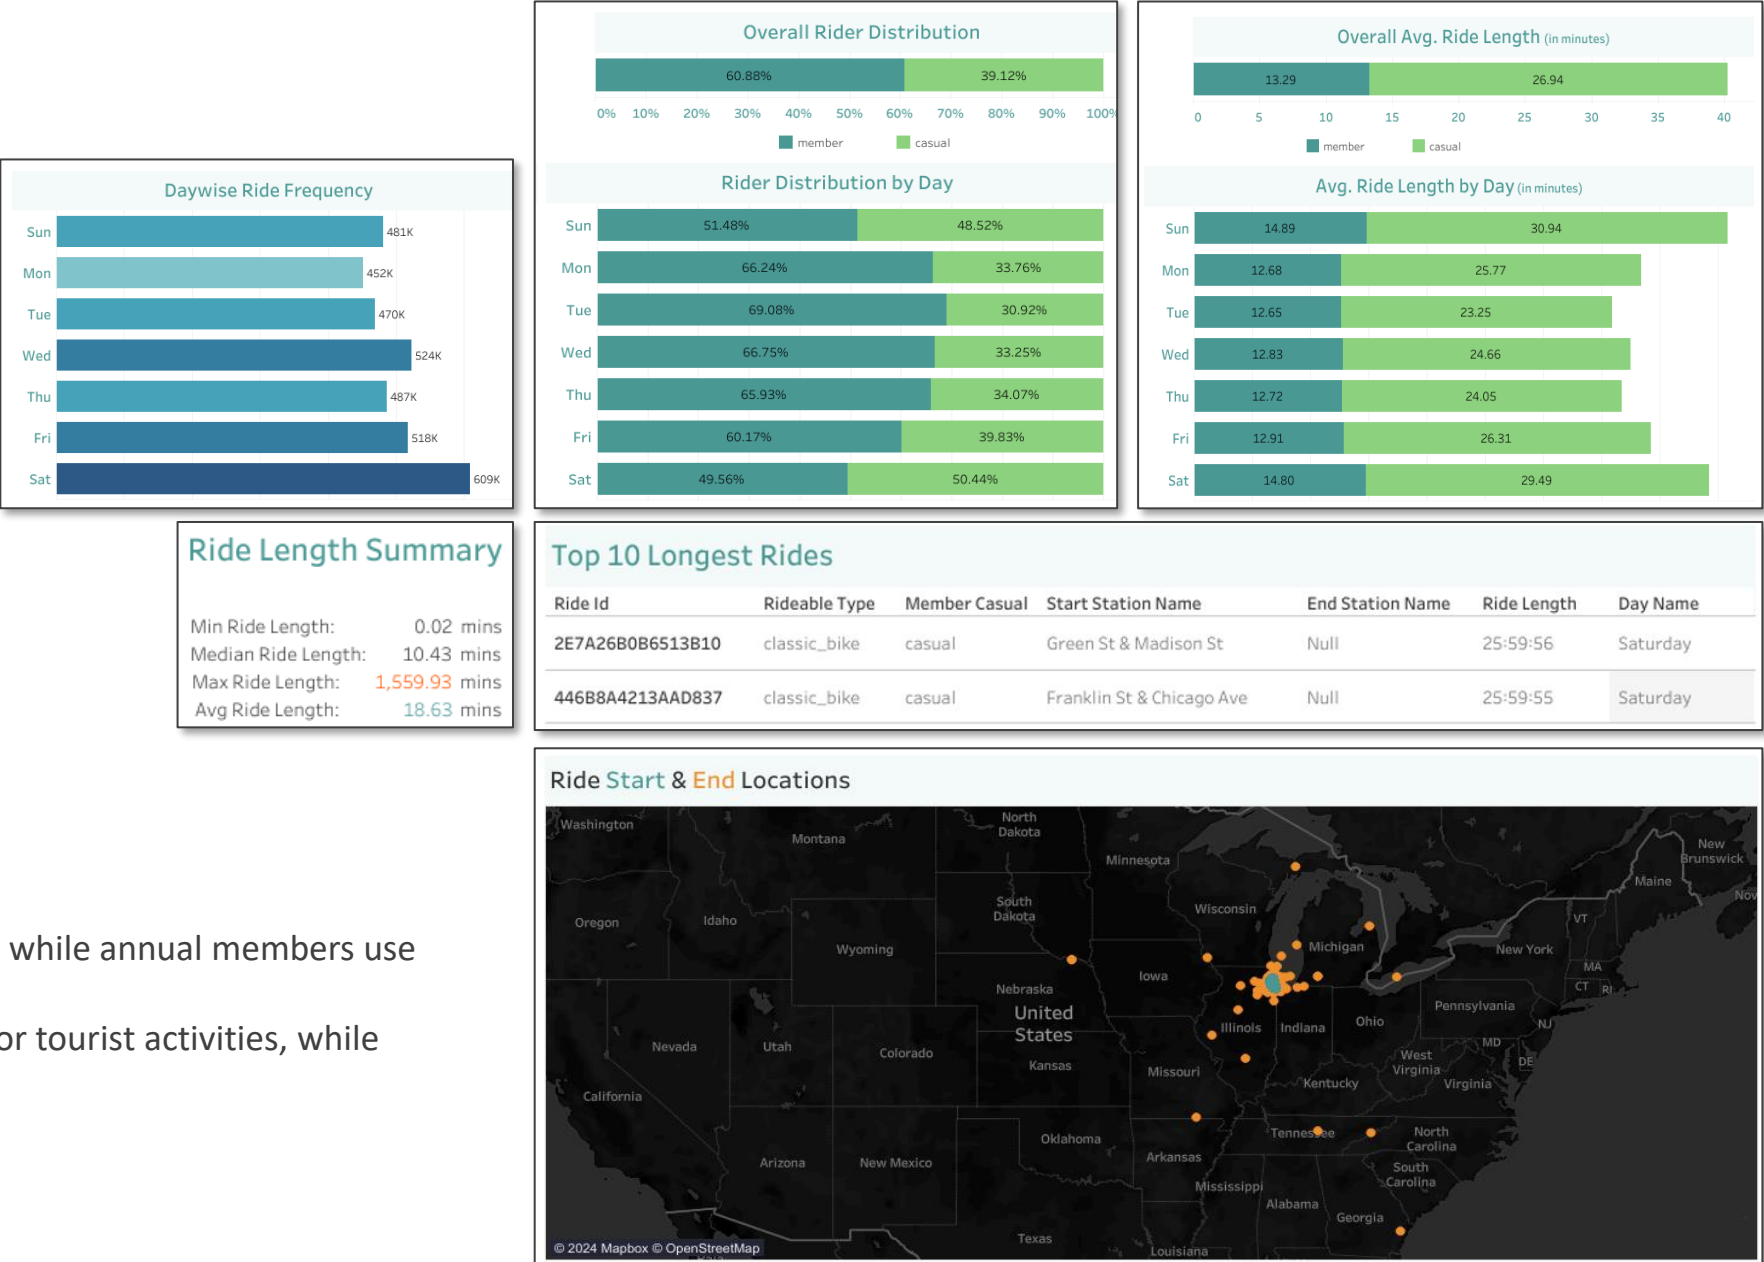 Daywise Ride Frequency
Sun 481K
Mon 452K
Tue 470K
Wed 524K
Thu 487K
Fri 518K
Sat 609K
Overall Rider Distribution
60.88% 39.12%
0% 10% 20% 30% 40% 50% 60% 70% 80% 90% 100%
member casual
Rider Distribution by Day
Sun 51.48% 48.52%
Mon 66.24% 33.76%
Tue 69.08% 30.92%
Wed 66.75% 33.25%
Thu 65.93% 34.07%
Fri 60.17% 39.83%
Sat 49.56% 50.44%
Overall Avg. Ride Length (in minutes)
13.29 26.94
0 5 10 15 20 25 30 35 40
member casual
Avg. Ride Length by Day (in minutes)
Sun 14.89 30.94
Mon 12.68 25.77
Tue 12.65 23.25
Wed 12.83 24.66
Thu 12.72 24.05
Fri 12.91 26.31
Sat 14.80 29.49
Ride Length Summary
Min Ride Length: 0.02 mins
Median Ride Length: 10.43 mins
Max Ride Length: 1,559.93 mins
Avg Ride Length: 18.63 mins
Top 10 Longest Rides
Ride Id Rideable Type Member Casual Start Station Name End Station Name Ride Length Day Name
2E7A26B0B6513B10 classic_bike casual Green St & Madison St Null 25:59:56 Saturday
446B8A4213AAD837 classic_bike casual Franklin St & Chicago Ave Null 25:59:55 Saturday
while annual members use
or tourist activities, while
Ride Start & End Locations
Washington
Montana
North
Dakota
Minnesota
New
Brunswick
Maine
Nov
Oregon
Idaho
South
Dakota
Wisconsin
VT
Wyoming
Michigan
New York
Iowa
MA
Nebraska
CT RI
United
States
Pennsylvania
Illinois
Indiana
Ohio
NJ
Nevada
Utah
Colorado
Kansas
Missouri
West
Virginia
MD
DE
Kentucky
Virginia
California
Oklahoma
Tennessee
North
Carolina
Arizona
New Mexico
Arkansas
South
Carolina
Mississippi
Alabama
Georgia
Texas
Louisiana
© 2024 Mapbox © OpenStreetMap